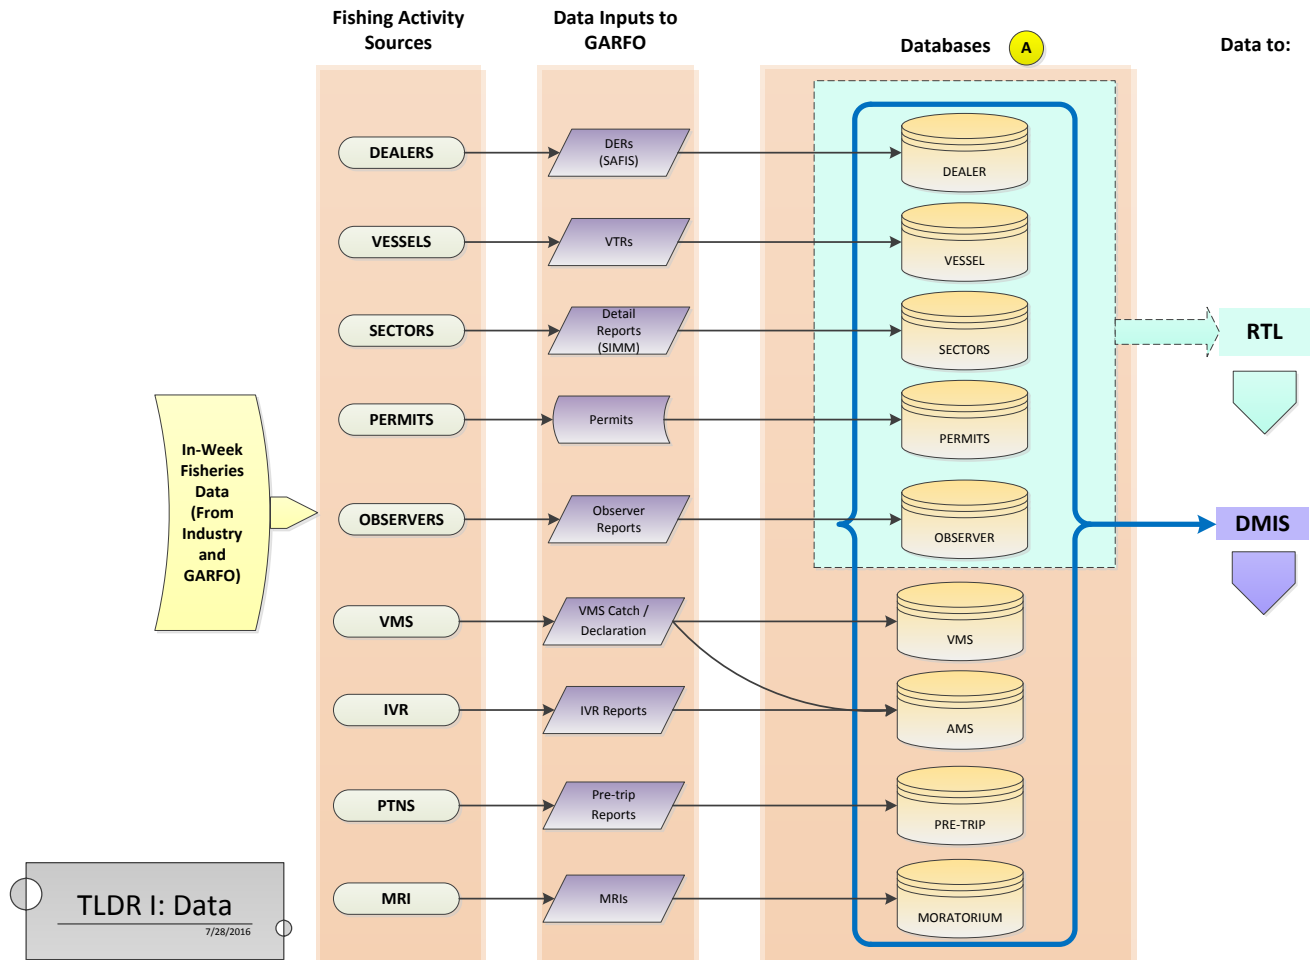 Fishing Activity
Sources
Data Inputs to
GARFO
Databases
A
Data to:
DEALERS
DERs
(SAFIS)
DEALER
VESSELS
VTRs
VESSEL
SECTORS
Detail
Reports
(SIMM)
SECTORS
RTL
PERMITS
Permits
PERMITS
In-Week
Fisheries
Data
(From
Industry
and
GARFO)
OBSERVERS
Observer
Reports
OBSERVER
DMIS
VMS
VMS Catch /
Declaration
VMS
IVR
IVR Reports
AMS
PTNS
Pre-trip
Reports
PRE-TRIP
MRI
MRIs
MORATORIUM
TLDR I: Data
7/28/2016